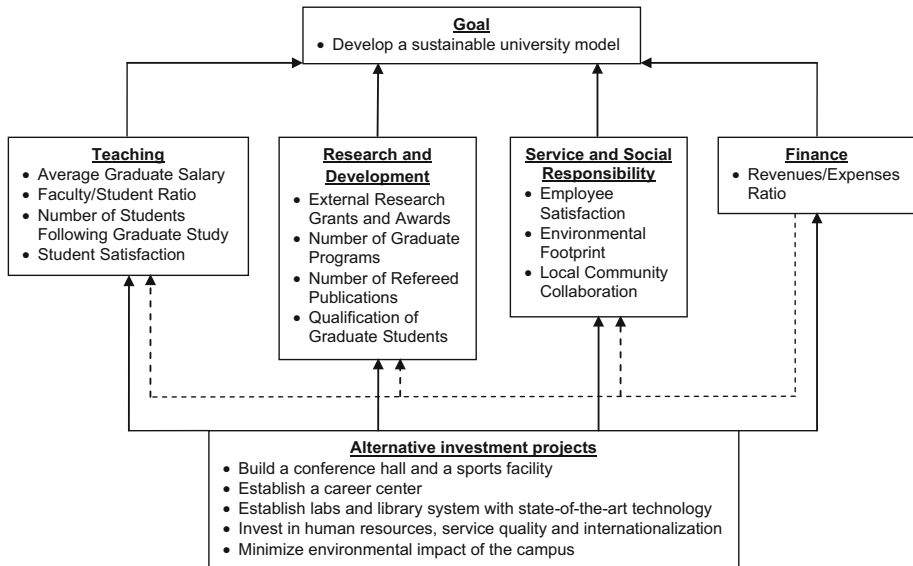 Goal
• Develop a sustainable university model
Teaching
• Average Graduate Salary
• Faculty/Student Ratio
• Number of Students
Following Graduate Study
• Student Satisfaction
Research and
Development
• External Research
Grants and Awards
• Number of Graduate
Programs
• Number of Refereed
Publications
• Qualification of
Graduate Students
Service and Social
Responsibility
• Employee
Satisfaction
• Environmental
Footprint
• Local Community
Collaboration
Finance
• Revenues/Expenses
Ratio
Alternative investment projects
• Build a conference hall and a sports facility
• Establish a career center
• Establish labs and library system with state-of-the-art technology
• Invest in human resources, service quality and internationalization
• Minimize environmental impact of the campus